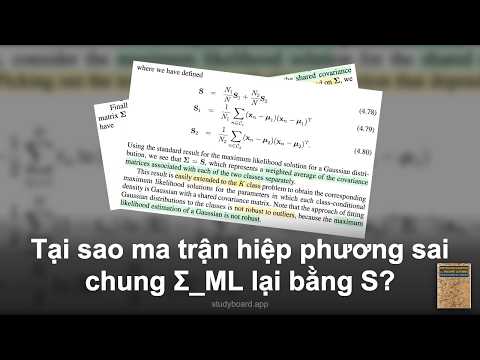 where we have defined
S = N₁/N S₁ + N₂/N S₂ (4.78)
S₁ = 1/N₁ ∑ₙ∈C₁ (xₙ − μ₁)(xₙ − μ₁)ᵀ (4.79)
S₂ = 1/N₂ ∑ₙ∈C₂ (xₙ − μ₂)(xₙ − μ₂)ᵀ (4.80)
Using the standard result for the maximum likelihood solution for a Gaussian distri-
bution, we see that Σ = S, which represents a weighted average of the covariance
matrices associated with each of the two classes separately.
This result is easily extended to the K class problem to obtain the corresponding
maximum likelihood solutions for the parameters in which each class-conditional
density is Gaussian with a shared covariance matrix. Note that the approach of fitting
Gaussian distributions to the classes is not robust to outliers, because the maximum
likelihood estimation of a Gaussian is not robust.
Finall
matrix Σ
have
shared covariance
on Σ, we
Tại sao ma trận hiệp phương sai
chung Σ_ML lại bằng S?
studyboard.app